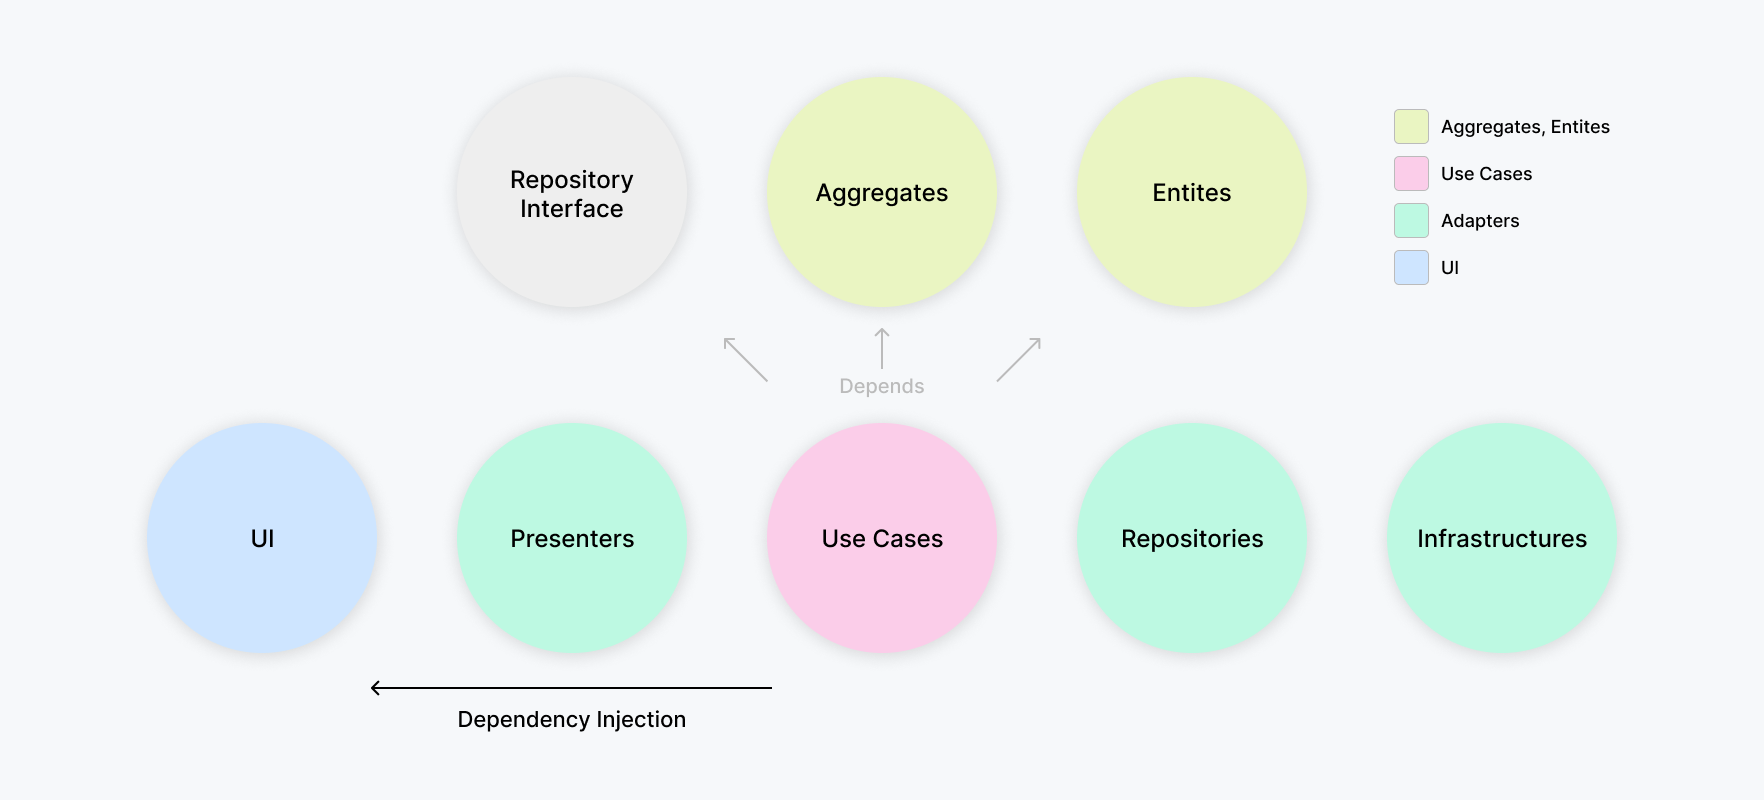 Repository
Interface
Aggregates
Entites
Aggregates, Entites
Use Cases
Adapters
UI
Depends
UI
Presenters
Use Cases
Repositories
Infrastructures
Dependency Injection